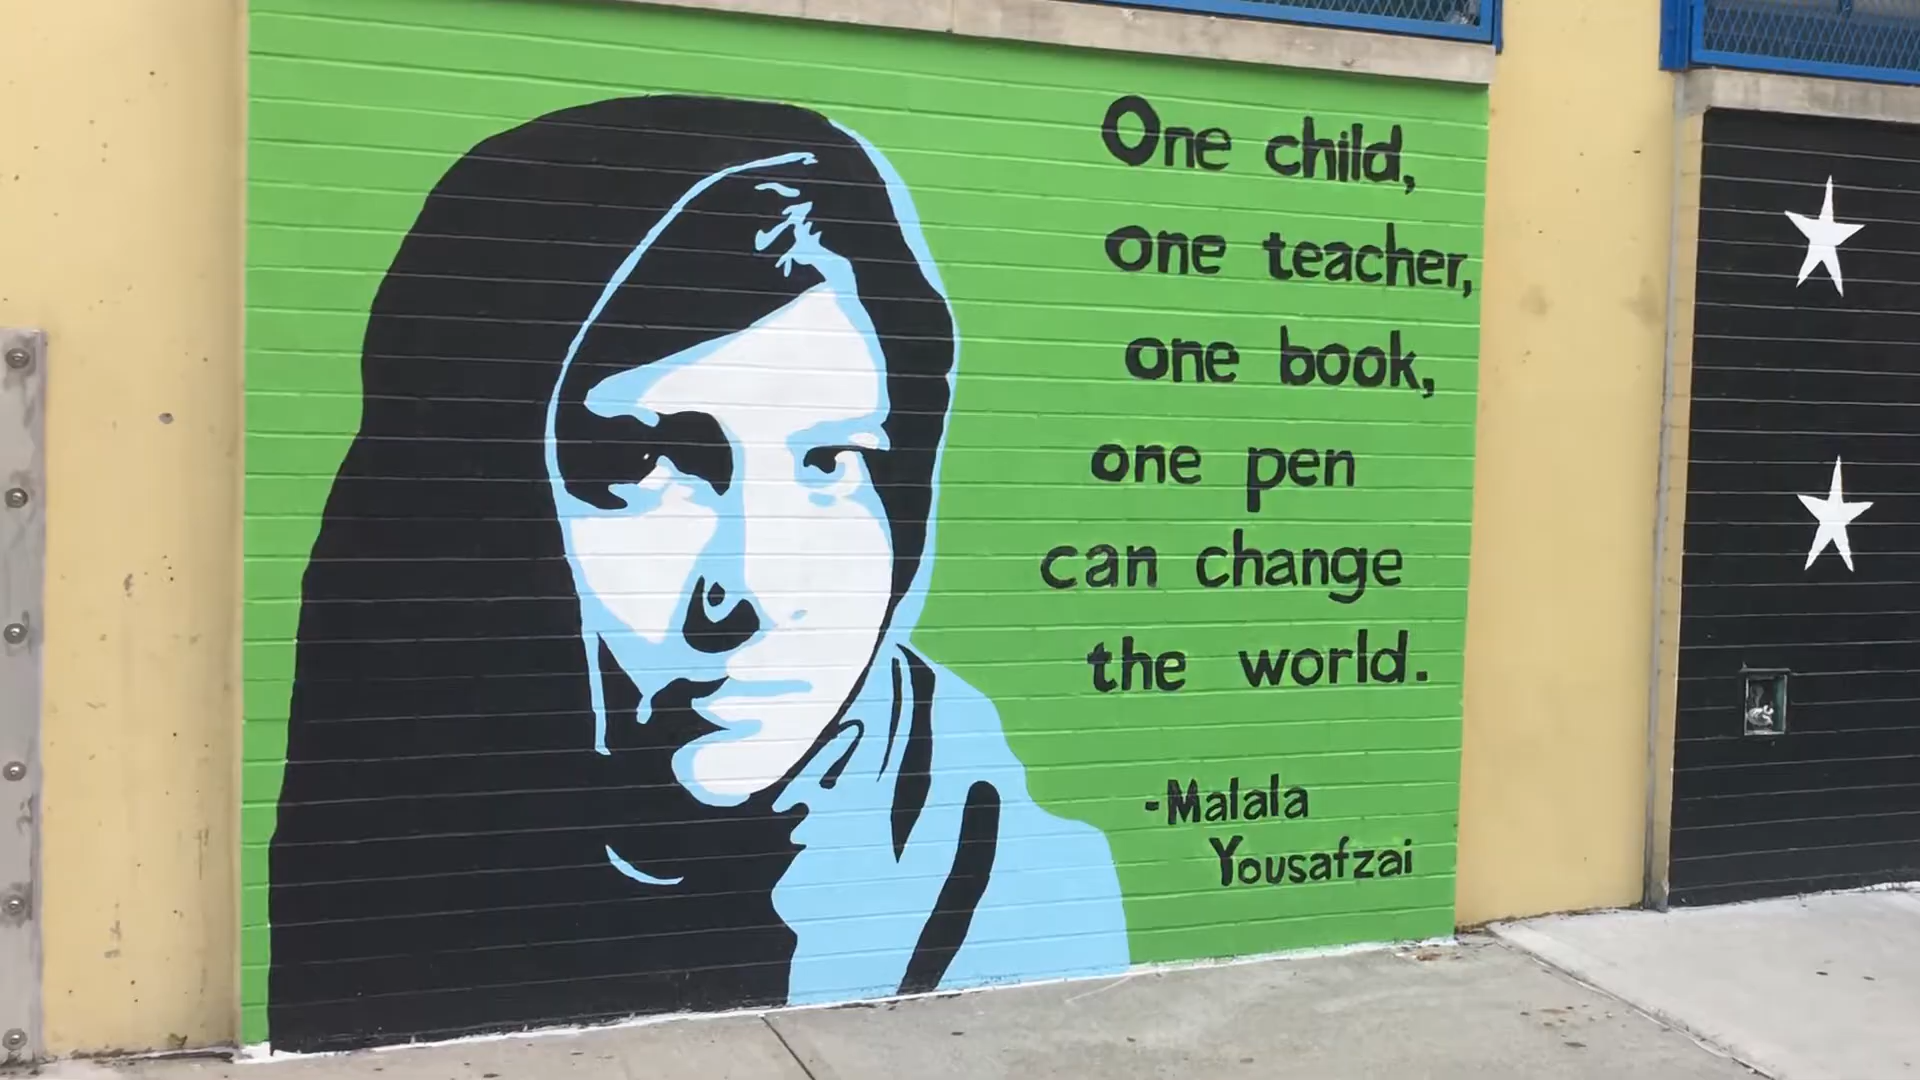 One child,
one teacher,
one book,
one pen
can change
the world.
-Malala
Yousafzai